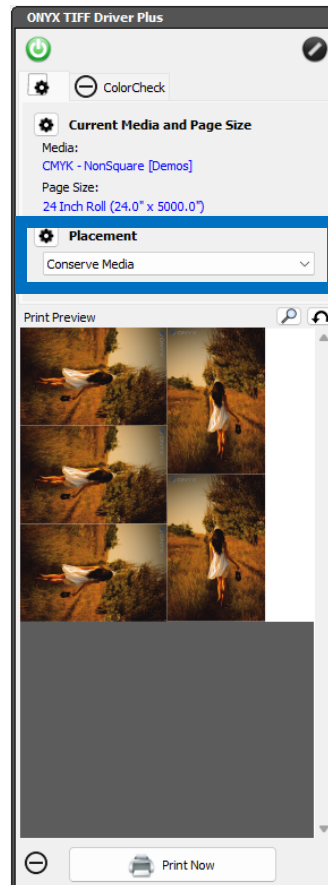 ONYX TIFF Driver Plus
ColorCheck
Current Media and Page Size
Media:
CMYK - NonSquare [Demos]
Page Size:
24 Inch Roll (24.0" x 5000.0")
Placement
Conserve Media
Print Preview
Print Now